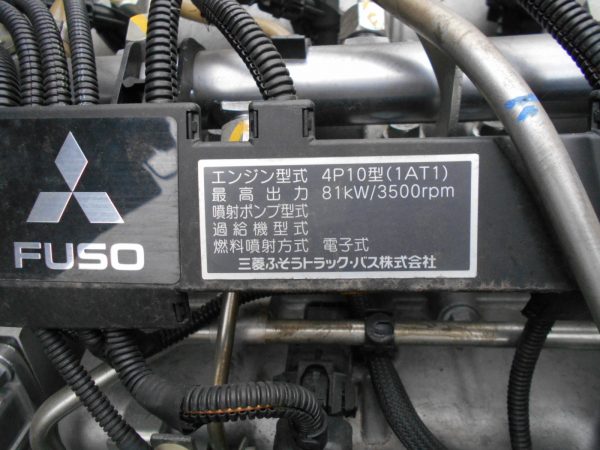 FUSO
エンジン型式 4P10型(1AT1)
最高出力 81kW/3500rpm
噴射ポンプ型式
過給機型式
燃料噴射方式 電子式
三菱ふそうトラック・バス株式会社